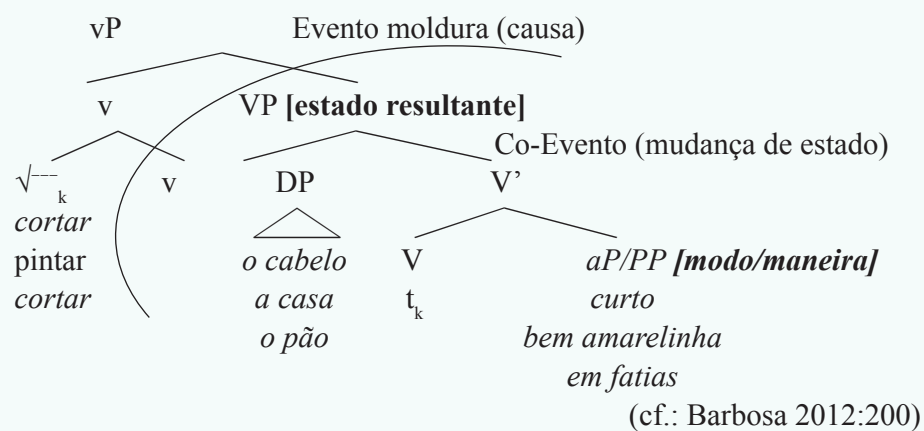 vP Evento moldura (causa)
v VP [estado resultante]
Co-Evento (mudança de estado)
√---k v DP V’
cortar
pintar o cabelo V aP/PP [modo/maneira]
cortar a casa tk curto
o pão bem amarelinha
em fatias
(cf.: Barbosa 2012:200)